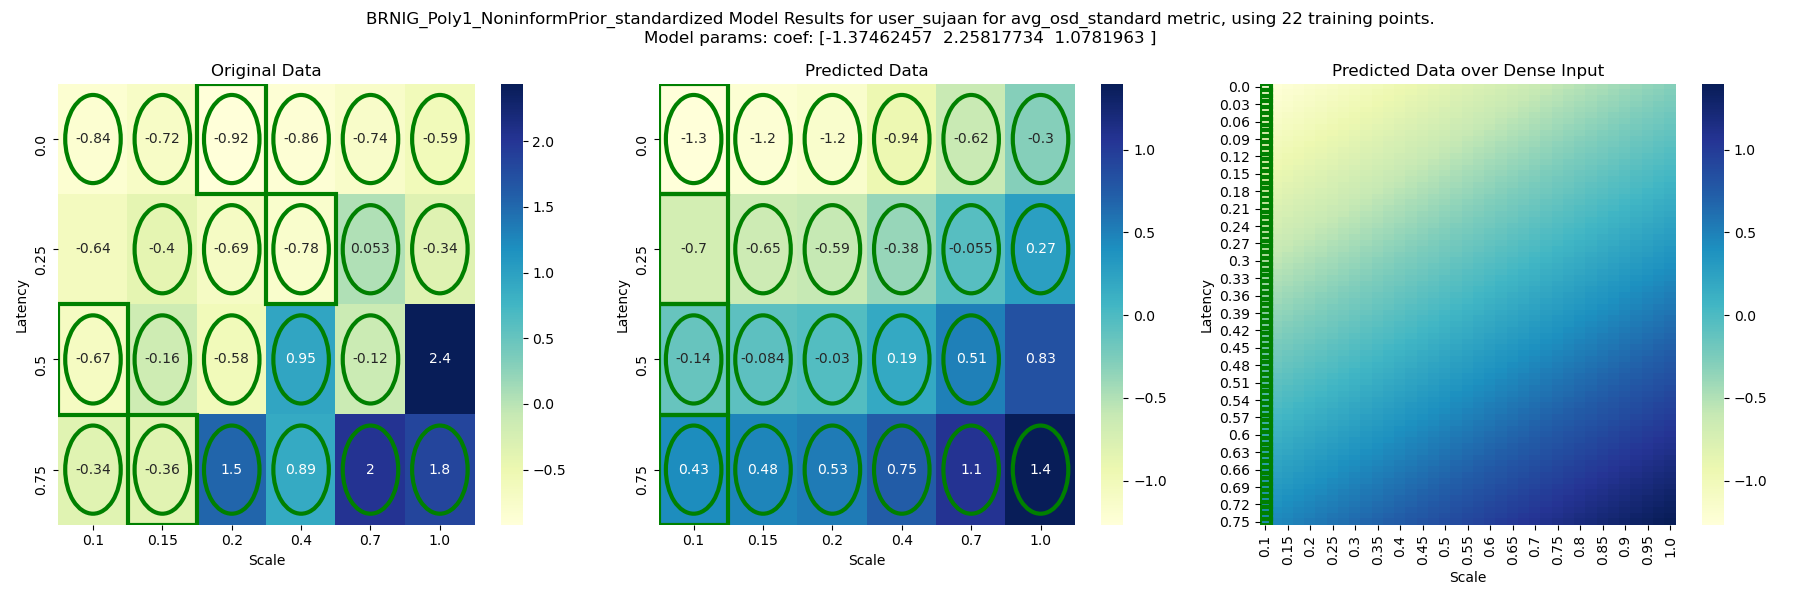 BRNIG_Poly1_NoninformPrior_standardized Model Results for user_sujaan for avg_osd_standard metric, using 22 training points.
Model params: coef: [-1.37462457  2.25817734  1.0781963 ]
Original Data
Latency
0.0 -0.84 -0.72 -0.92 -0.86 -0.74 -0.59
0.25 -0.64 -0.4 -0.69 -0.78 0.053 -0.34
0.5 -0.67 -0.16 -0.58 0.95 -0.12 2.4
0.75 -0.34 -0.36 1.5 0.89 2 1.8
0.1 0.15 0.2 0.4 0.7 1.0
Scale
2.0
1.5
1.0
0.5
0.0
−0.5
Predicted Data
Latency
0.0 -1.3 -1.2 -1.2 -0.94 -0.62 -0.3
0.25 -0.7 -0.65 -0.59 -0.38 -0.055 0.27
0.5 -0.14 -0.084 -0.03 0.19 0.51 0.83
0.75 0.43 0.48 0.53 0.75 1.1 1.4
0.1 0.15 0.2 0.4 0.7 1.0
Scale
1.0
0.5
0.0
−0.5
−1.0
Predicted Data over Dense Input
Latency
0.0
0.03
0.06
0.09
0.12
0.15
0.18
0.21
0.24
0.27
0.3
0.33
0.36
0.39
0.42
0.45
0.48
0.51
0.54
0.57
0.6
0.63
0.66
0.69
0.72
0.75
0.1 0.15 0.2 0.25 0.3 0.35 0.4 0.45 0.5 0.55 0.6 0.65 0.7 0.75 0.8 0.85 0.9 0.95 1.0
Scale
1.0
0.5
0.0
−0.5
−1.0